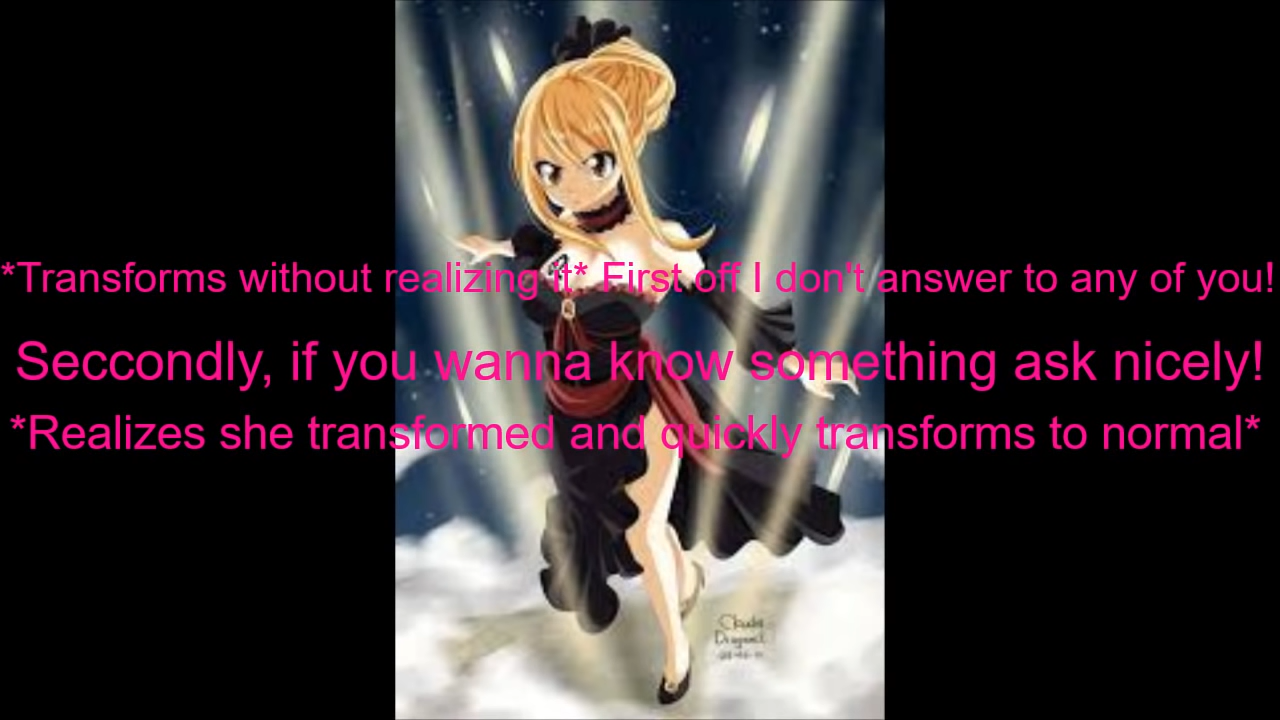 *Transforms without realizing it* First off I don't answer to any of you!
Seccondly, if you wanna know something ask nicely!
*Realizes she transformed and quickly transforms to normal*